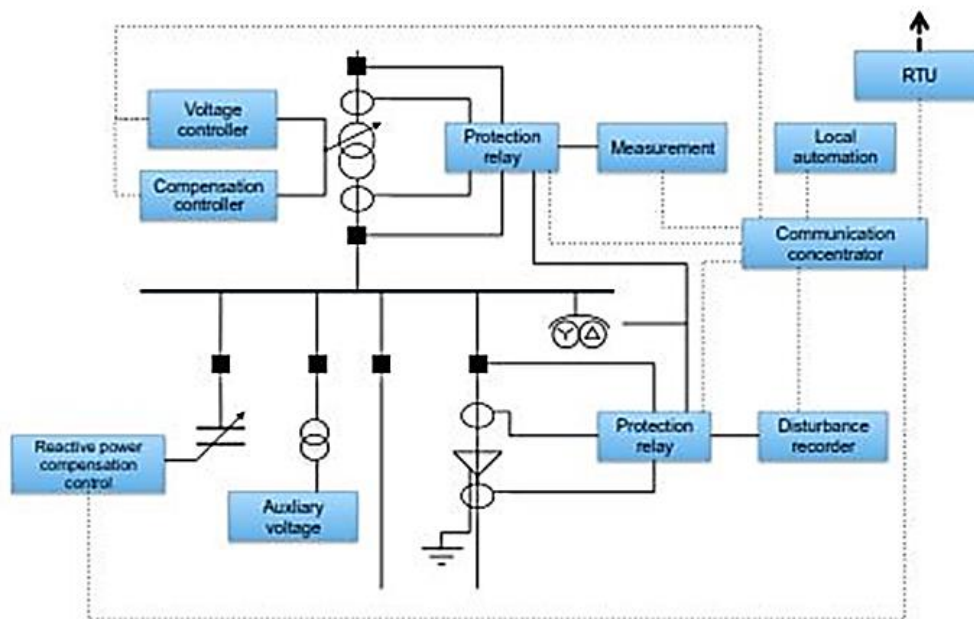 RTU
Voltage
controller
Protection
relay
Measurement
Local
automation
Compensation
controller
Communication
concentrator
Reactive power
compensation
control
Auxiliary
voltage
Protection
relay
Disturbance
recorder